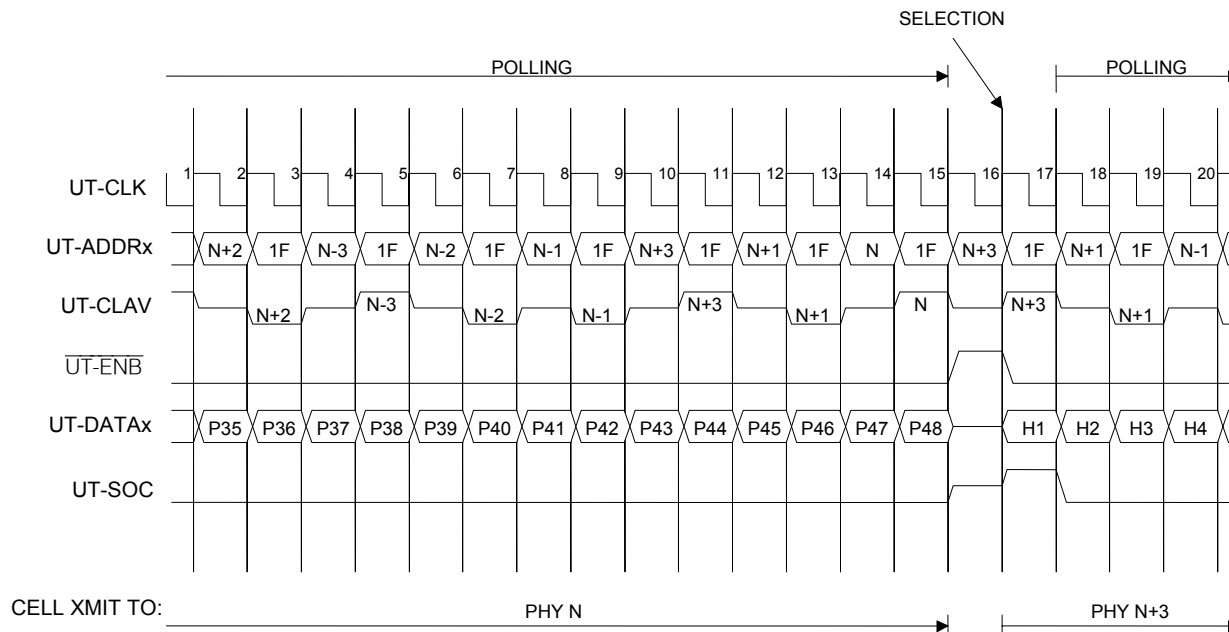 SELECTION
POLLING POLLING
UT-CLK 1 2 3 4 5 6 7 8 9 10 11 12 13 14 15 16 17 18 19 20
UT-ADDRx N+2 1F N-3 1F N-2 1F N-1 1F N+3 1F N+1 1F N 1F N+3 1F N+1 1F N-1
UT-CLAV N+2 N-3 N-2 N-1 N+3 N+1 N N+3 N+1
UT-ENB
UT-DATAx P35 P36 P37 P38 P39 P40 P41 P42 P43 P44 P45 P46 P47 P48 H1 H2 H3 H4
UT-SOC
CELL XMIT TO: PHY N PHY N+3